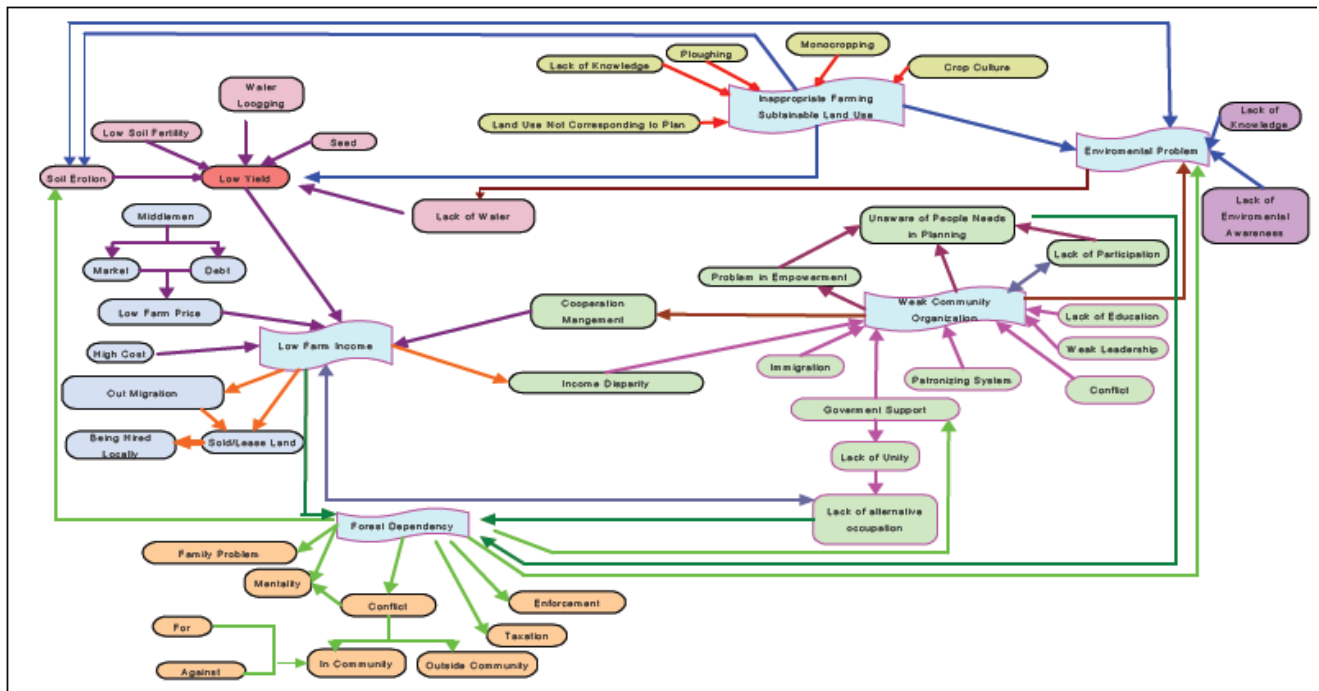 Monocropping
Ploughing
Lack of Knowledge
Crop Culture
Inappropriate Farming
Subtainable Land Use
Land Use Not Corresponding to Plan
Water
Loogging
Low Soil Fertility
Seed
Soil Erotion
Low Yield
Lack of Water
Lack of
Knowledge
Enviromental Problem
Lack of
Enviromental
Awareness
Middlemen
Market
Debt
Low Farm Price
High Cost
Low Farm Income
Out Migration
Being Hired
Locally
Sold/Lease Land
Unaware of People Needs
in Planning
Lack of Participation
Problem in Empowerment
Cooperation
Mangement
Weak Community
Organization
Lack of Education
Weak Leadership
Conflict
Immigration
Patronizing System
Income Disparity
Goverment Support
Lack of Unity
Lack of alternative
occupation
Forest Dependency
Family Problem
Mentality
Conflict
Enforcement
Taxation
For
Against
In Community
Outside Community